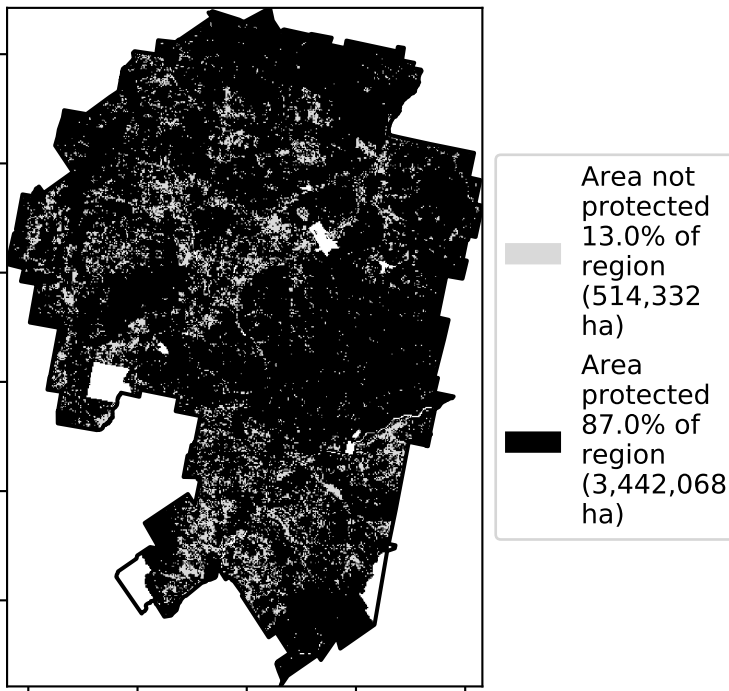 Area not
protected
13.0% of
region
(514,332
ha)
Area
protected
87.0% of
region
(3,442,068
ha)